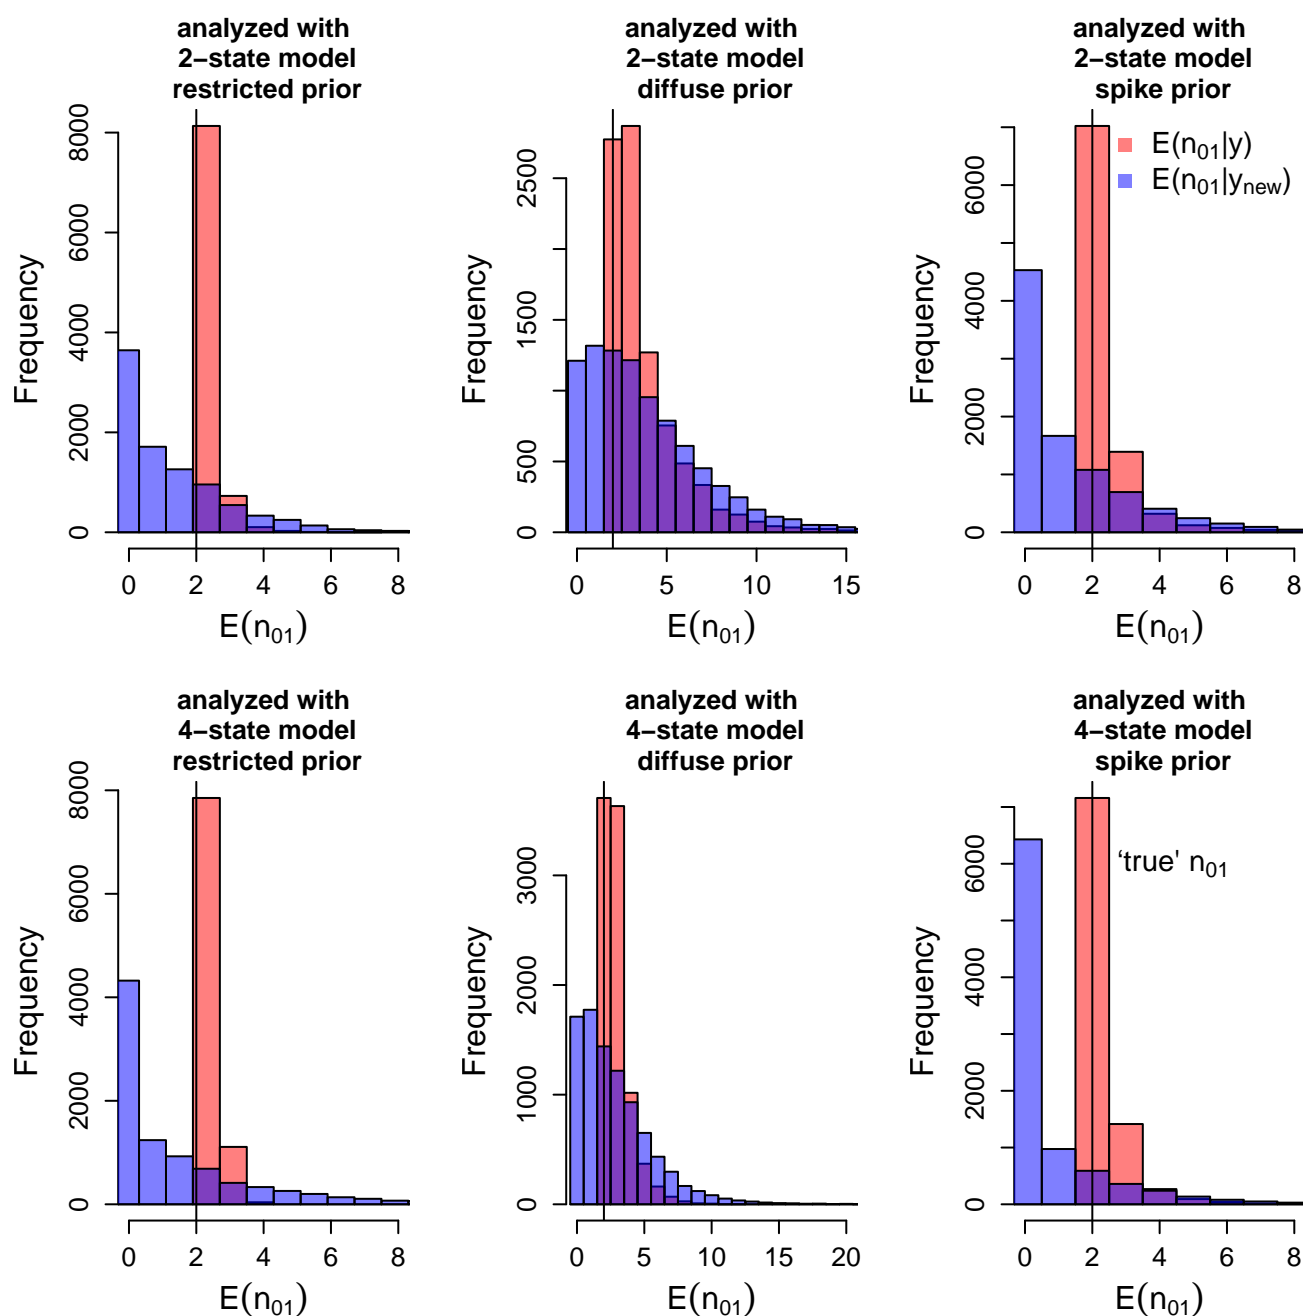 analyzed with
2−state model
restricted prior
8000
6000
4000
2000
0
Frequency
0 2 4 6 8
E(n01)
analyzed with
2−state model
diffuse prior
2500
1500
500
0
Frequency
0 5 10 15
E(n01)
analyzed with
2−state model
spike prior
E(n01|y)
E(n01|ynew)
6000
4000
2000
0
Frequency
0 2 4 6 8
E(n01)
analyzed with
4−state model
restricted prior
8000
6000
4000
2000
0
Frequency
0 2 4 6 8
E(n01)
analyzed with
4−state model
diffuse prior
3000
2000
1000
0
Frequency
0 5 10 15 20
E(n01)
analyzed with
4−state model
spike prior
‘true' n01
6000
4000
2000
0
Frequency
0 2 4 6 8
E(n01)